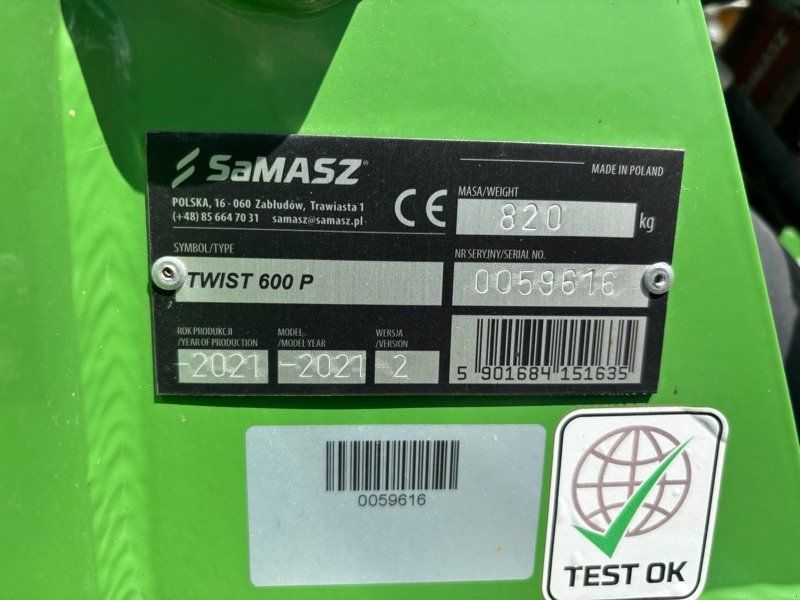 SaMASZ®
MADE IN POLAND
POLSKA, 16 - 060 Zabłudów, Trawiasta 1
(+48) 85 664 70 31 samasz@samasz.pl
CE
MASA/WEIGHT
820 kg
SYMBOL/TYPE
TWIST 600 P
NR SERYJNY/SERIAL NO.
0059616
ROK PRODUKCJI
/YEAR OF PRODUCTION
-2021
MODEL
/MODEL YEAR
-2021
WERSJA
/VERSION
2
5 901684 151635
0059616
TEST OK
SaMASZ